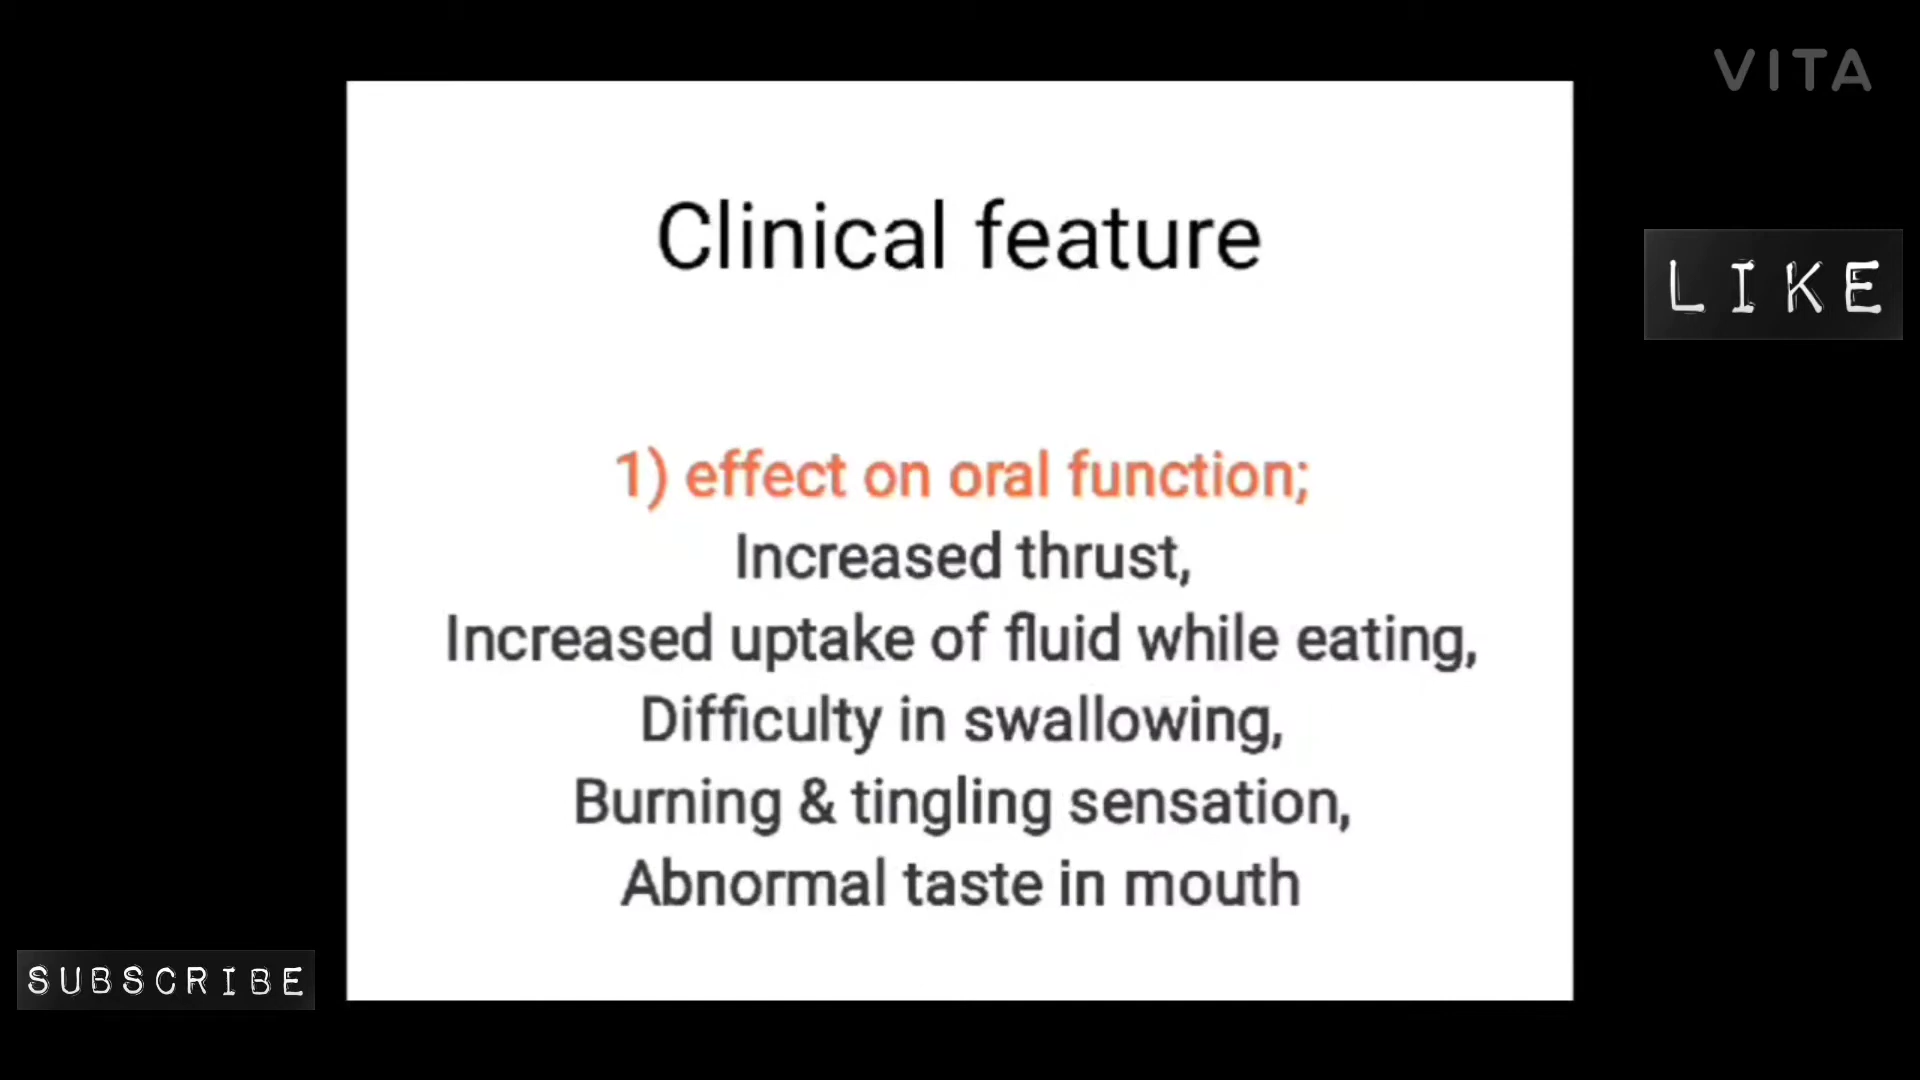 VITA
Clinical feature
LIKE
1) effect on oral function;
Increased thrust,
Increased uptake of fluid while eating,
Difficulty in swallowing,
Burning & tingling sensation,
Abnormal taste in mouth
SUBSCRIBE